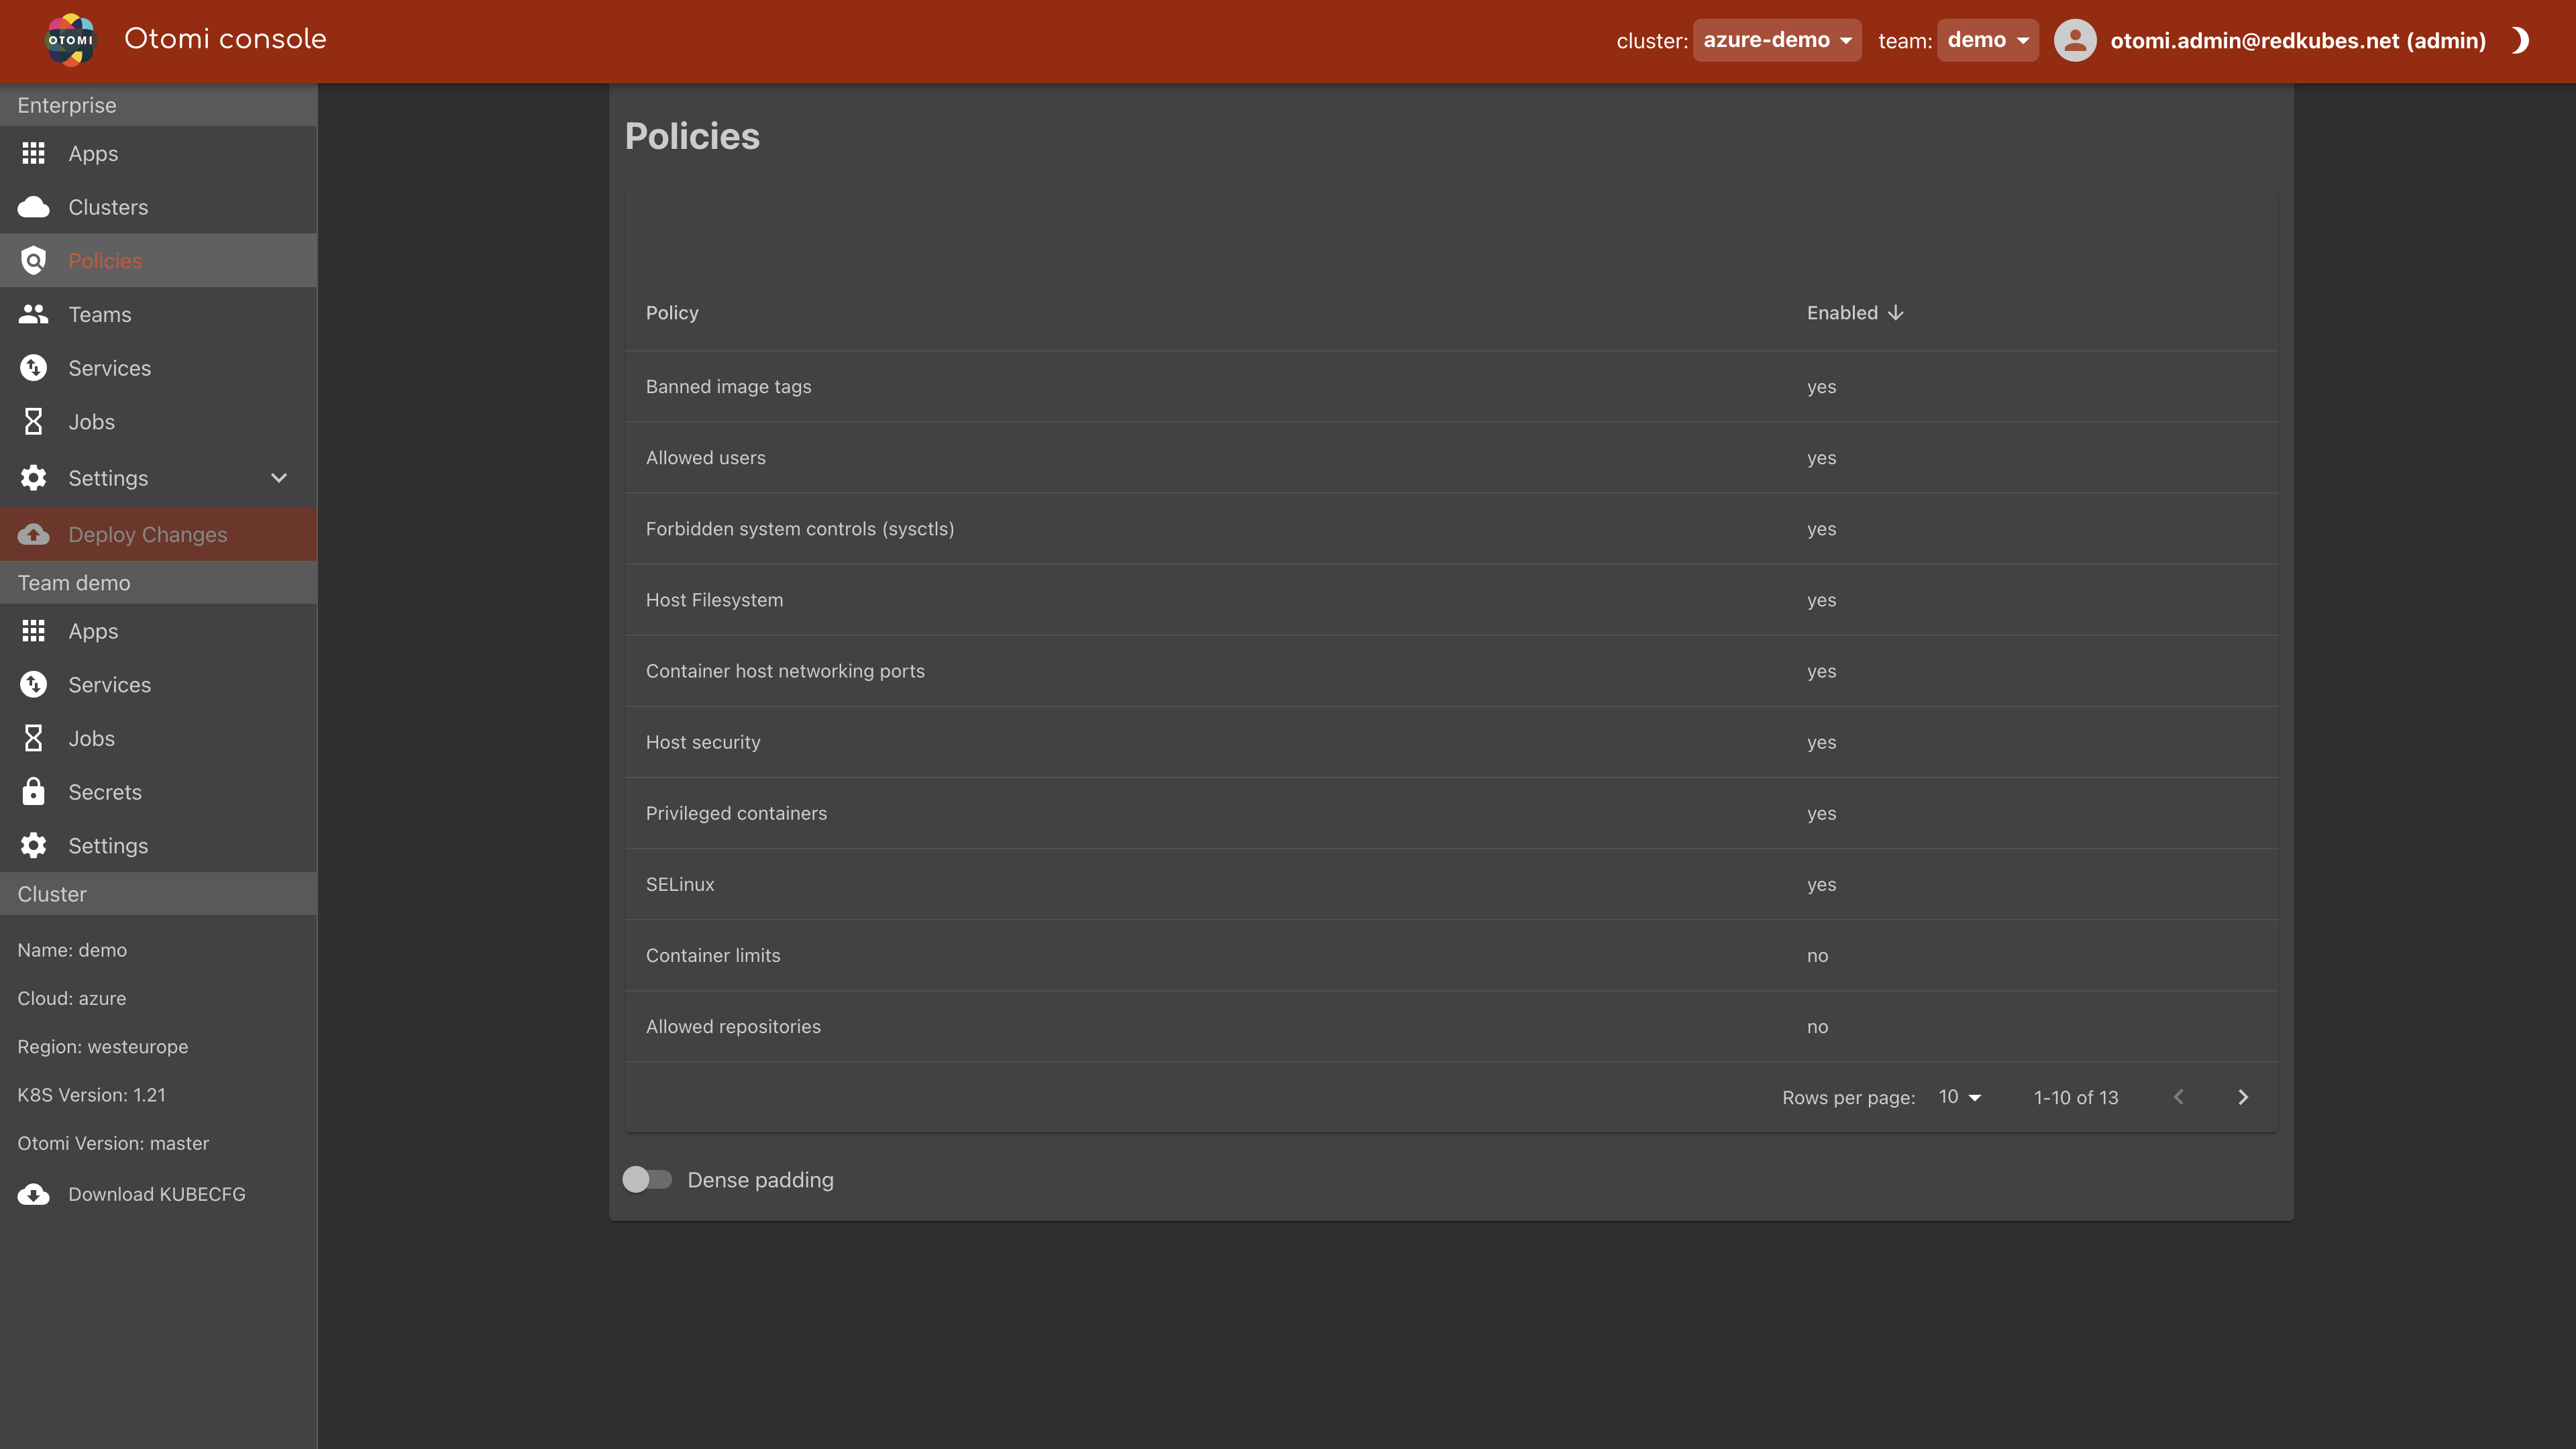 OTOMI
Otomi console
cluster: azure-demo team: demo otomi.admin@redkubes.net (admin)
Enterprise
Apps
Clusters
Policies
Teams
Services
Jobs
Settings
Deploy Changes
Team demo
Apps
Services
Jobs
Secrets
Settings
Cluster
Name: demo
Cloud: azure
Region: westeurope
K8S Version: 1.21
Otomi Version: master
Download KUBECFG
Policies
Policy Enabled
Banned image tags yes
Allowed users yes
Forbidden system controls (sysctls) yes
Host Filesystem yes
Container host networking ports yes
Host security yes
Privileged containers yes
SELinux yes
Container limits no
Allowed repositories no
Rows per page: 10 1-10 of 13
Dense padding